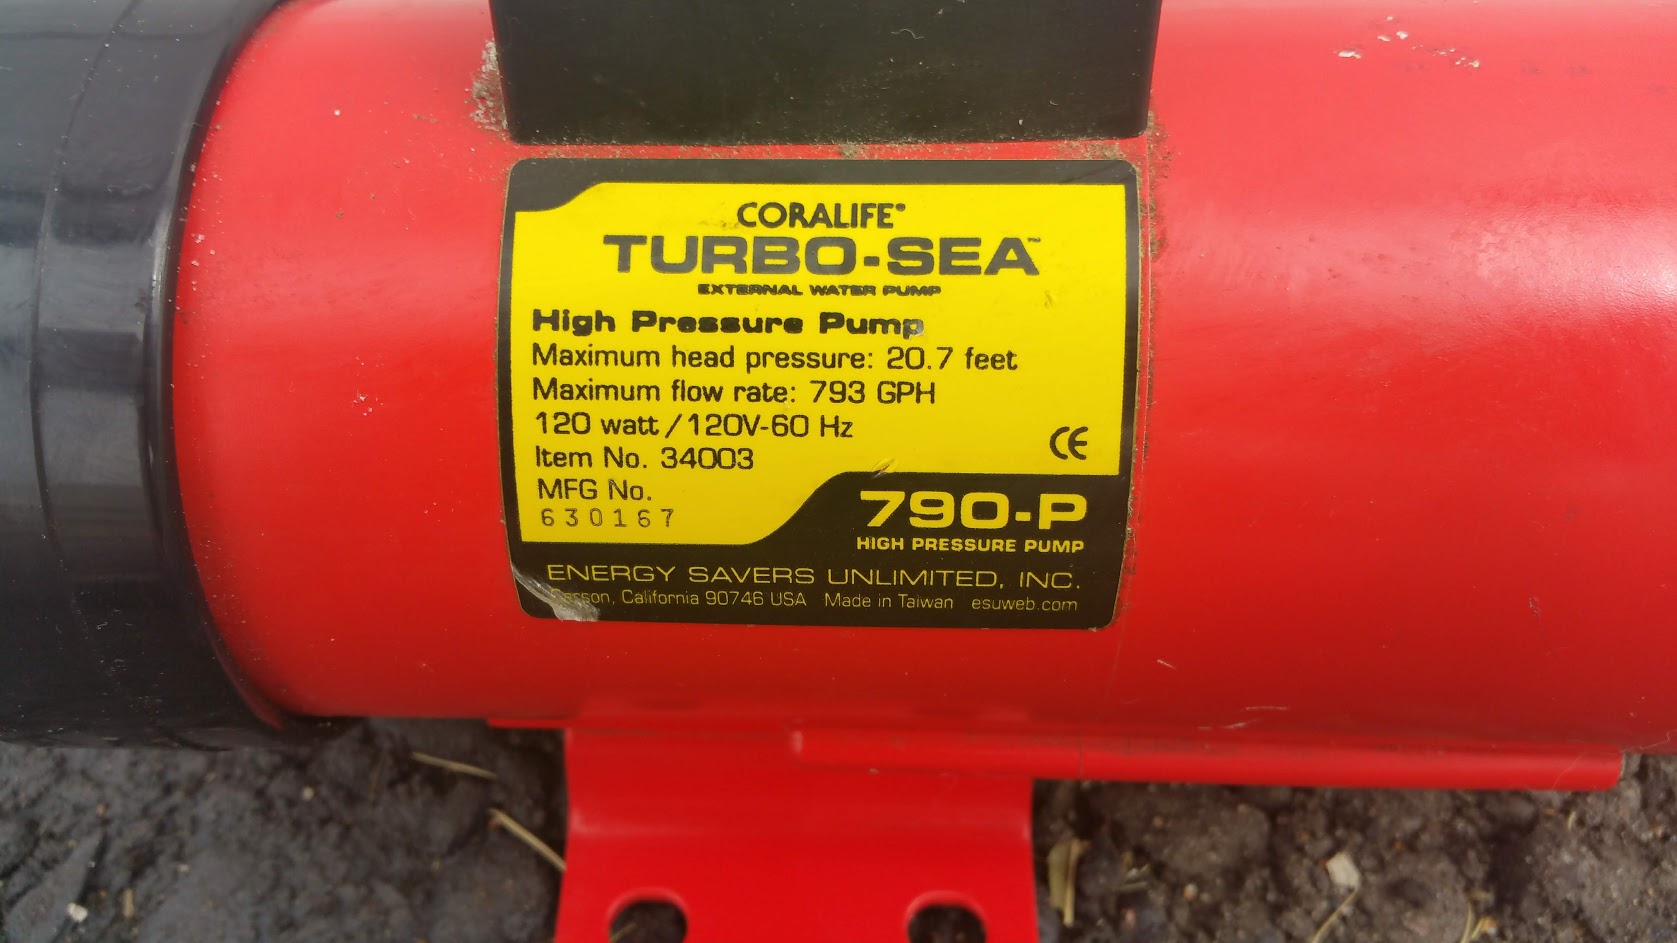 CORALIFE®
TURBO-SEA™
EXTERNAL WATER PUMP
High Pressure Pump
Maximum head pressure: 20.7 feet
Maximum flow rate: 793 GPH
120 watt / 120V-60 Hz
Item No. 34003
CE
MFG No.
630167
790-P
HIGH PRESSURE PUMP
ENERGY SAVERS UNLIMITED, INC.
Carson, California 90746 USA Made in Taiwan esuweb.com